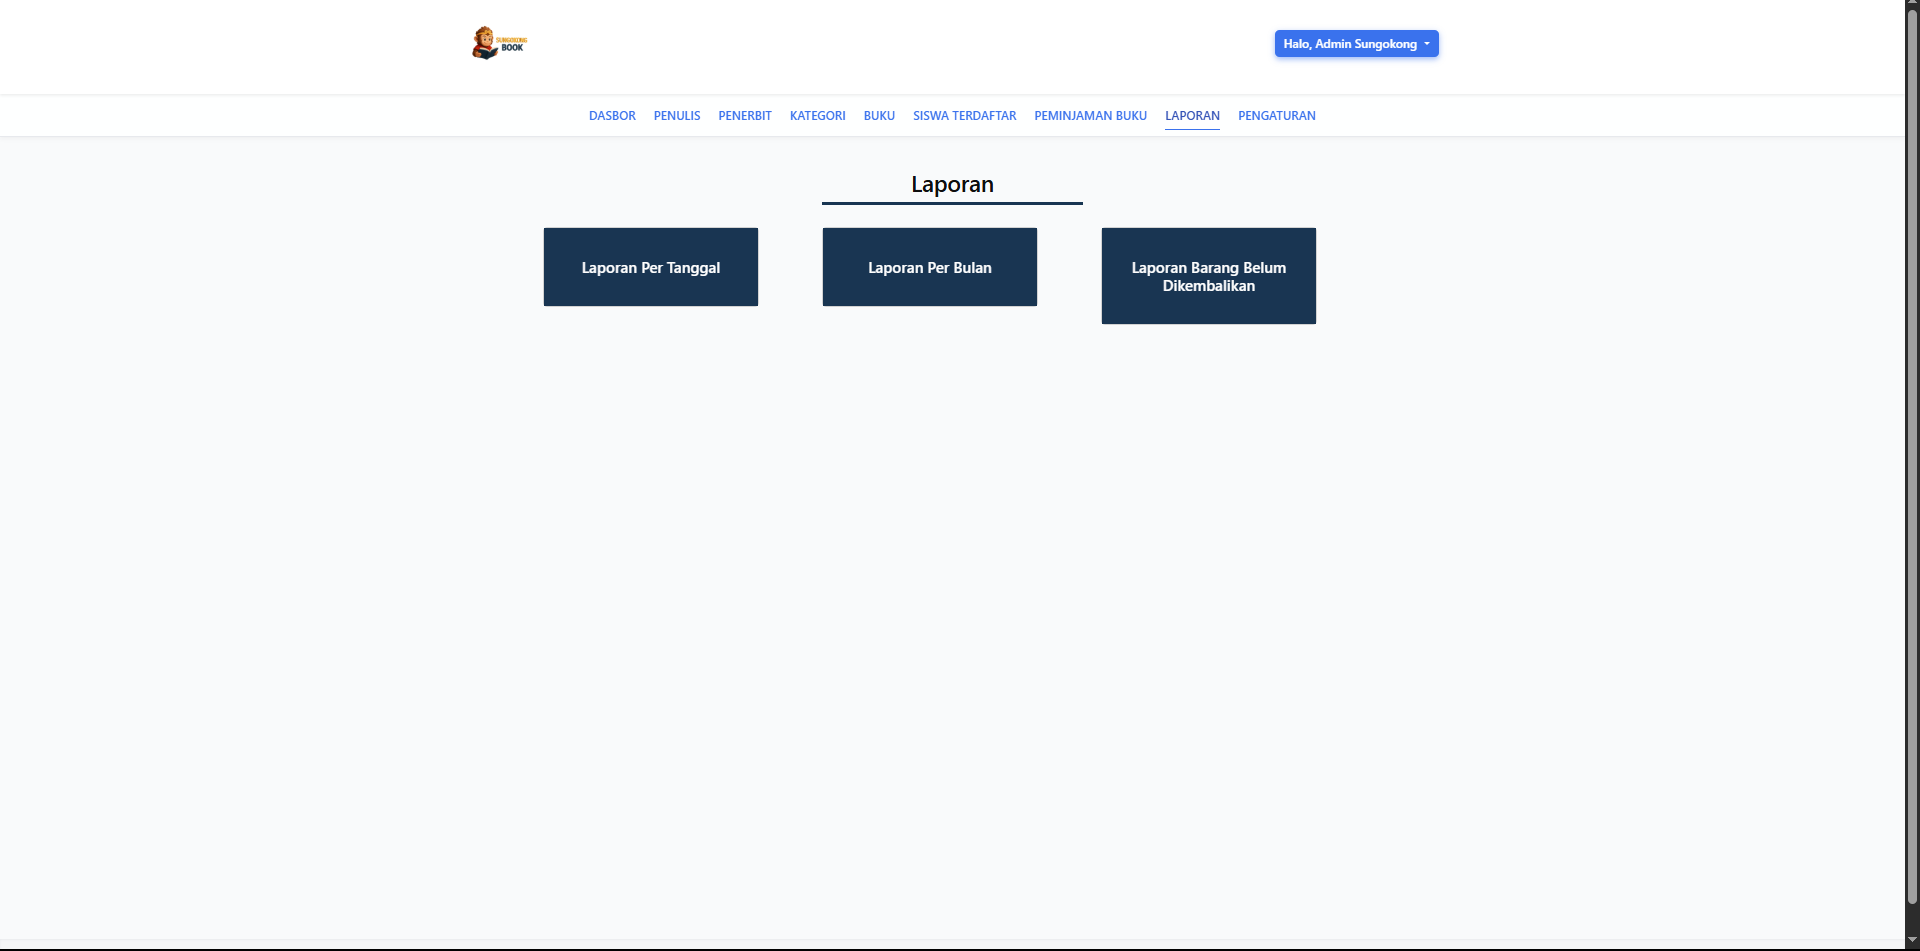 SUNGOKONG
BOOK
Halo, Admin Sungokong
DASBOR PENULIS PENERBIT KATEGORI BUKU SISWA TERDAFTAR PEMINJAMAN BUKU LAPORAN PENGATURAN
Laporan
Laporan Per Tanggal
Laporan Per Bulan
Laporan Barang Belum
Dikembalikan